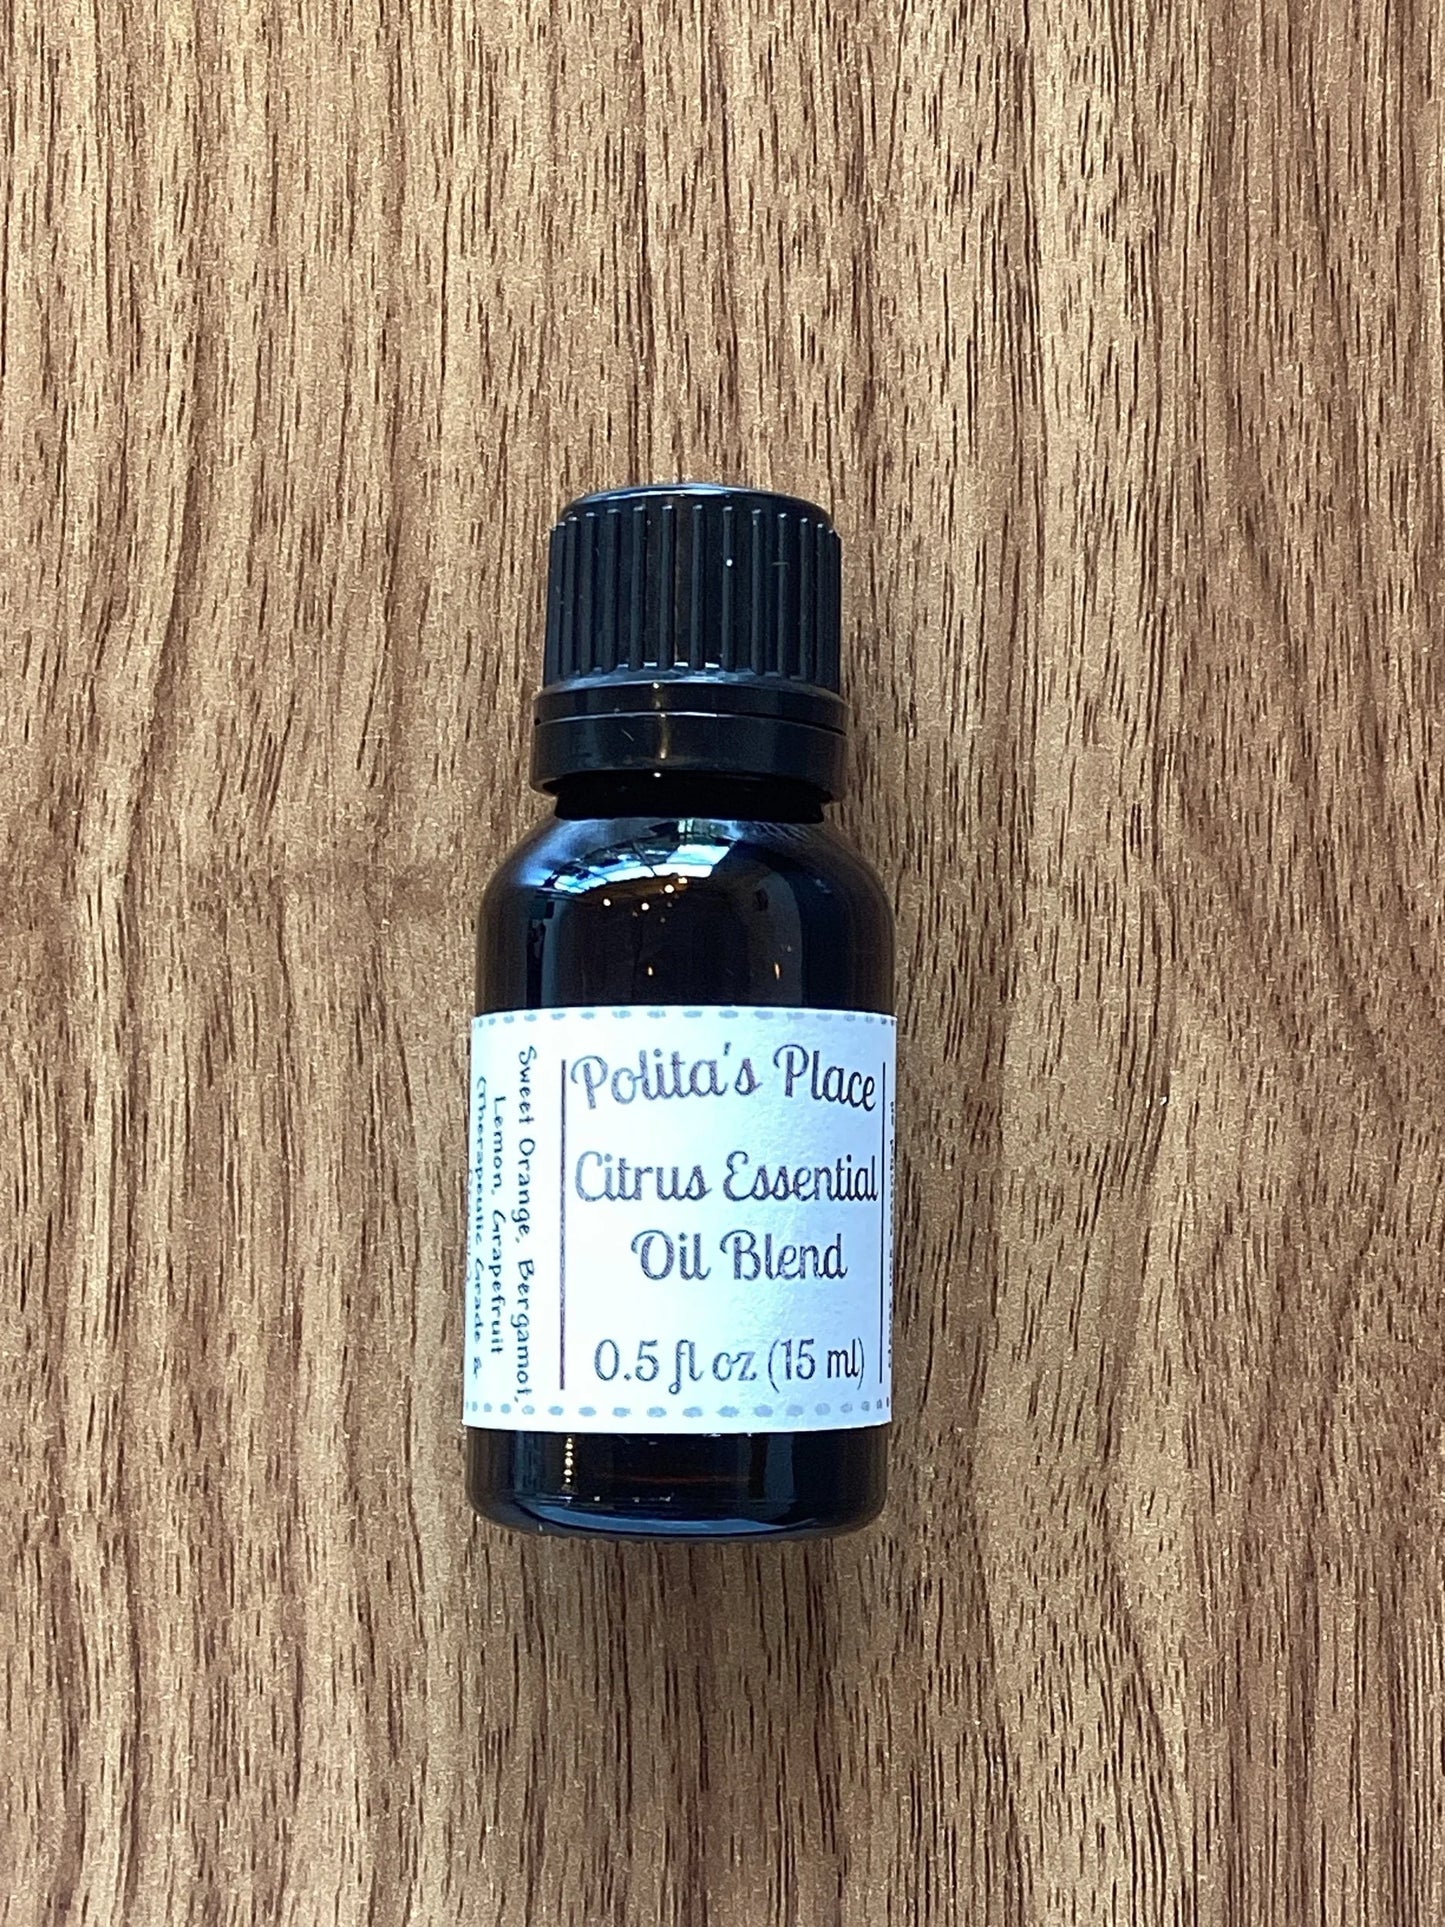 Polita's Place
Citrus Essential
Oil Blend
0.5 fl oz (15 ml)
Sweet Orange, Bergamot,
Lemon, Grapefruit
(Therapeutic Grade &